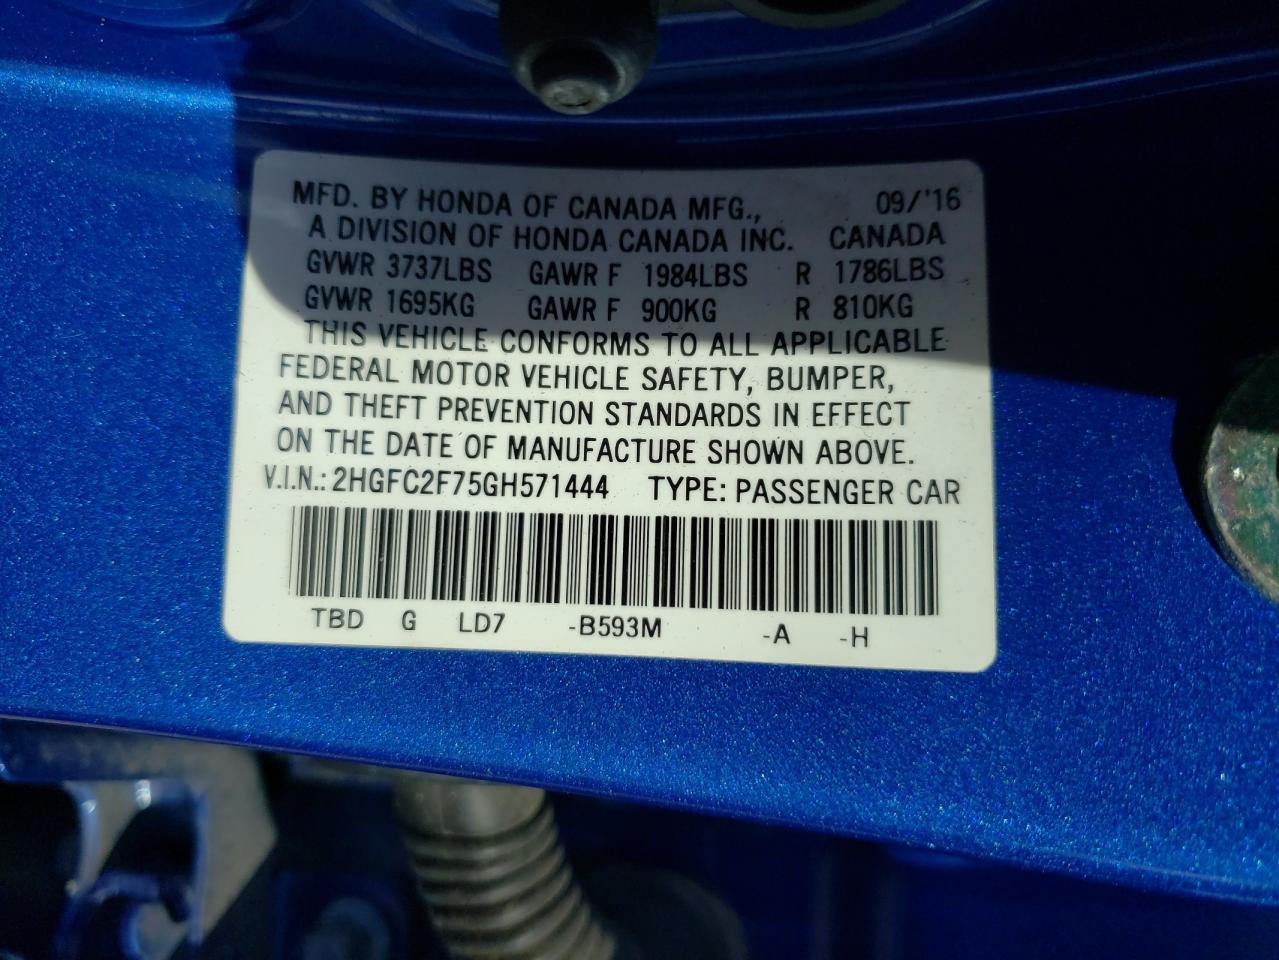 MFD. BY HONDA OF CANADA MFG., 09/'16
A DIVISION OF HONDA CANADA INC. CANADA
GVWR 3737LBS GAWR F 1984LBS R 1786LBS
GVWR 1695KG GAWR F 900KG R 810KG
THIS VEHICLE CONFORMS TO ALL APPLICABLE
FEDERAL MOTOR VEHICLE SAFETY, BUMPER,
AND THEFT PREVENTION STANDARDS IN EFFECT
ON THE DATE OF MANUFACTURE SHOWN ABOVE.
V.I.N.: 2HGFC2F75GH571444 TYPE: PASSENGER CAR
TBD G LD7 -B593M -A -H